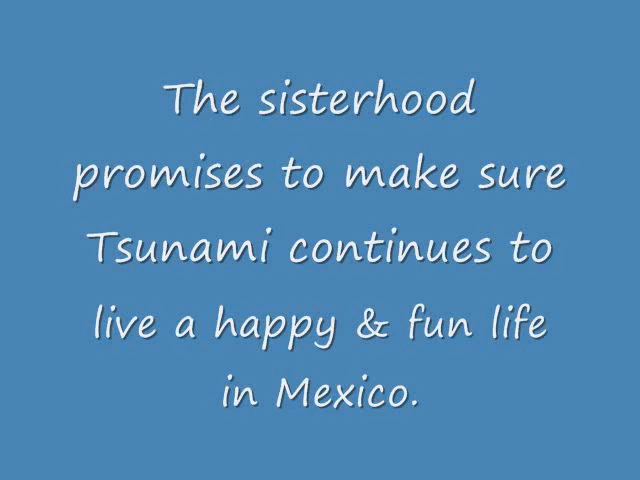 The sisterhood
promises to make sure
Tsunami continues to
live a happy & fun life
in Mexico.